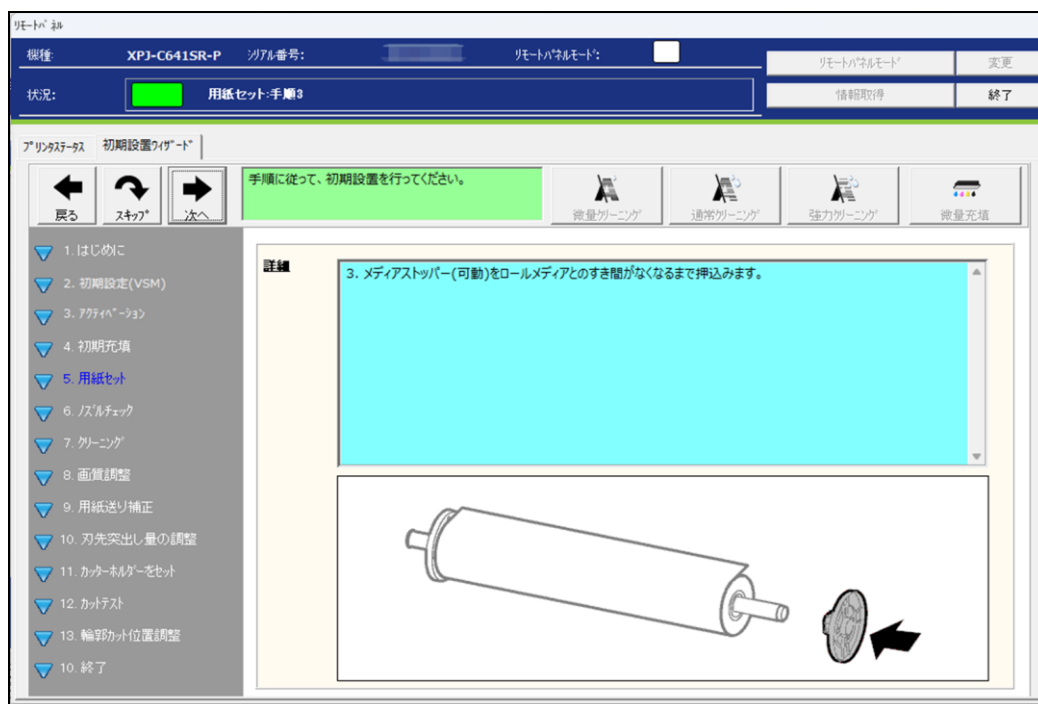 リモートパネル
機種: XPJ-C641SR-P シリアル番号: リモートパネルモード:
リモートパネルモード 変更
状況: 用紙セット:手順3
情報取得 終了
プリンタステータス 初期設置ウィザード
戻る スキップ 次へ
手順に従って、初期設置を行ってください。
微量クリーニング 通常クリーニング 強力クリーニング 微量充填
1. はじめに
2. 初期設定(VSM)
3. アクティベーション
4. 初期充填
5. 用紙セット
6. ノズルチェック
7. クリーニング
8. 画質調整
9. 用紙送り補正
10. 刃先突出し量の調整
11. カッターホルダーをセット
12. カットテスト
13. 輪郭カット位置調整
10. 終了
詳細
3. メディアストッパー(可動)をロールメディアとのすき間がなくなるまで押込みます。